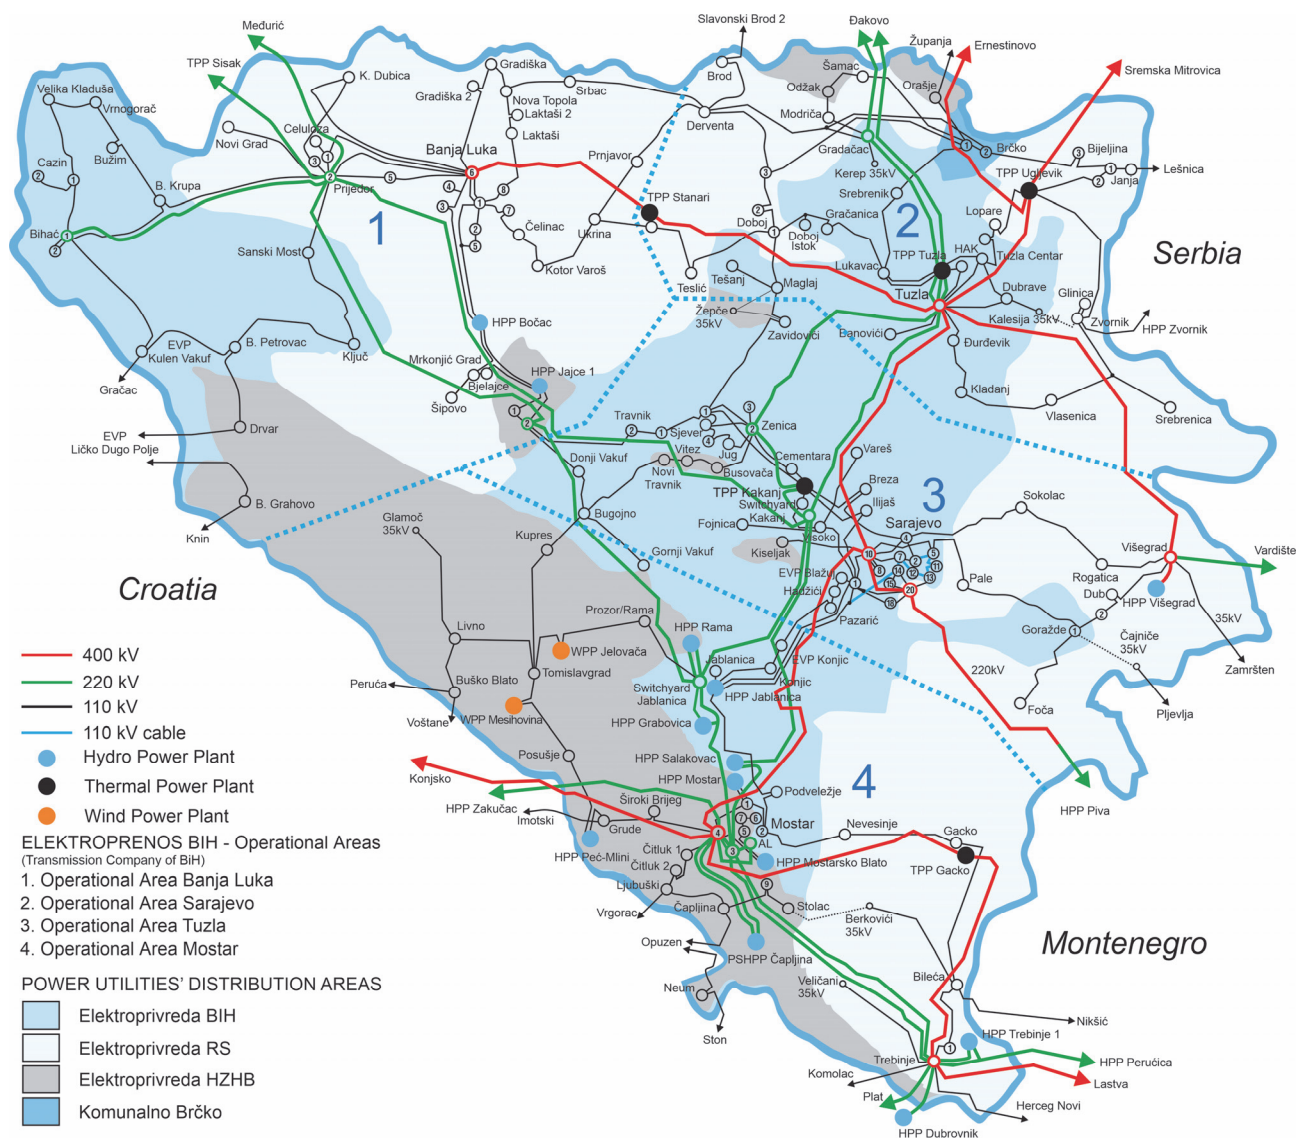 Međurić
TPP Sisak
Slavonski Brod 2
Đakovo
Županja
Ernestinovo
Sremska Mitrovica
K. Dubica
Gradiška
Gradiška 2
Srbac
Nova Topola
Laktaši 2
Laktaši
Brod
Šamac
Odžak
Orašje
Velika Kladuša
Vrnogorač
Bužim
Cazin
Novi Grad
Celuloza
Banja Luka
Derventa
Modriča
Gradačac
Kerep 35kV
Brčko
Bijeljina
TPP Ugljevik
Janja
Lešnica
B. Krupa
Prijedor
Prnjavor
TPP Stanari
Srebrenik
Gračanica
Lopare
1
2
Bihać
Čelinac
Ukrina
Doboj
Doboj
Istok
HAK
TPP Tuzla
Tuzla Centar
Lukavac
Sanski Most
Kotor Varoš
Teslić
Tešanj
Maglaj
Tuzla
Dubrave
Glinica
Serbia
Kalesija 35kV
Zvornik
HPP Zvornik
HPP Bočac
Žepče
35kV
Zavidovići
Banovići
Đurđevik
EVP
Kulen Vakuf
B. Petrovac
Ključ
Gračac
Mrkonjić Grad
Bjelajce
HPP Jajce 1
Šipovo
Kladanj
Vlasenica
Srebrenica
Drvar
EVP
Ličko Dugo Polje
Travnik
Sjever
Zenica
Jug
Vitez
Busovača
Novi
Travnik
Donji Vakuf
Cementara
Vareš
Breza
TPP Kakanj
Switchyard
Kakanj
Ilijaš
3
B. Grahovo
Knin
Glamoč
35kV
Bugojno
Kupres
Gornji Vakuf
Fojnica
Visoko
Sarajevo
Sokolac
Kiseljak
Višegrad
Vardište
EVP Blažuj
Hadžići
Pale
Rogatica
Dub
HPP Višegrad
Croatia
Prozor/Rama
HPP Rama
Pazarić
Goražde
Čajniče
35kV
35kV
Zamršten
Livno
WPP Jelovača
Jablanica
EVP Konjic
Konjic
220kV
Buško Blato
Tomislavgrad
Switchyard
Jablanica
HPP Jablanica
Peruća
Voštane
WPP Mesihovina
HPP Grabovica
Foča
Pljevlja
400 kV
220 kV
110 kV
110 kV cable
Hydro Power Plant
Thermal Power Plant
Wind Power Plant
Posušje
HPP Salakovac
HPP Mostar
Konjsko
HPP Zakučac
Imotski
Široki Brijeg
Grude
HPP Peć-Mlini
Podveležje
4
Mostar
AL
HPP Mostarsko Blato
Nevesinje
Gacko
TPP Gacko
HPP Piva
ELEKTROPRENOS BIH - Operational Areas
(Transmission Company of BiH)
1. Operational Area Banja Luka
2. Operational Area Sarajevo
3. Operational Area Tuzla
4. Operational Area Mostar
Čitluk 1
Čitluk 2
Ljubuški
Vrgorac
Čapljina
Stolac
Berkovići
35kV
Opuzen
PSHPP Čapljina
Neum
Ston
Montenegro
Veličani
35kV
Bileća
Nikšić
POWER UTILITIES' DISTRIBUTION AREAS
Elektroprivreda BIH
Elektroprivreda RS
Elektroprivreda HZHB
Komunalno Brčko
HPP Trebinje 1
Trebinje
HPP Perućica
Komolac
Lastva
Plat
Herceg Novi
HPP Dubrovnik